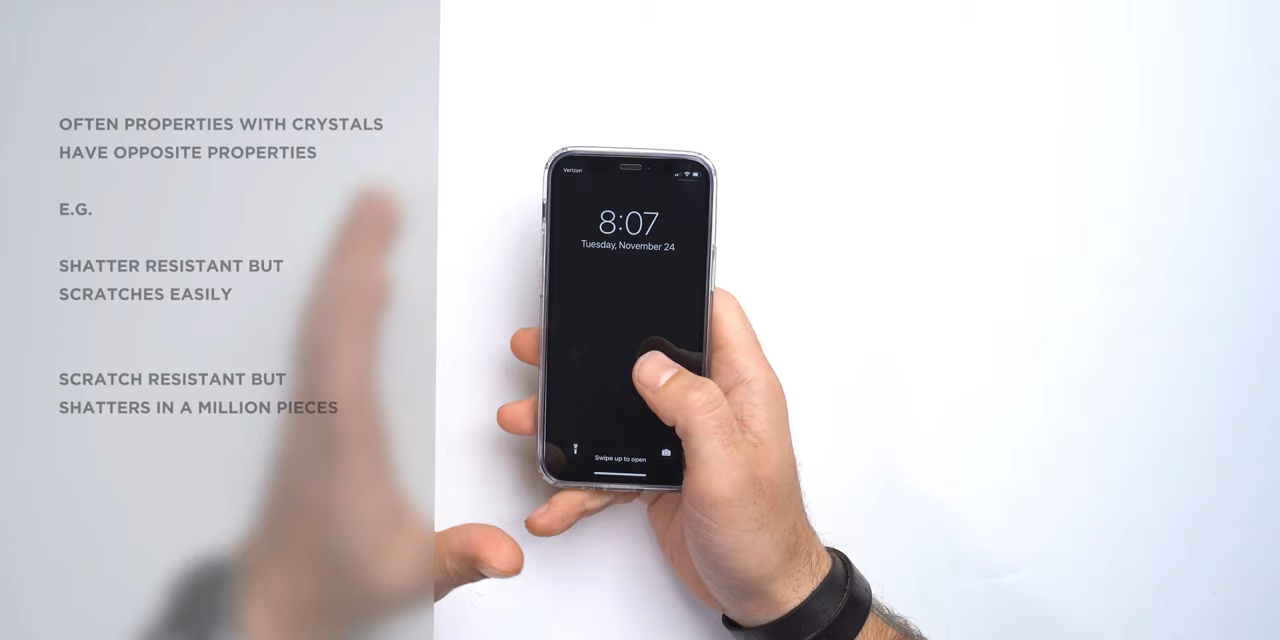 OFTEN PROPERTIES WITH CRYSTALS
HAVE OPPOSITE PROPERTIES
E.G.
SHATTER RESISTANT BUT
SCRATCHES EASILY
SCRATCH RESISTANT BUT
SHATTERS IN A MILLION PIECES
Verizon
8:07
Tuesday, November 24
Swipe up to open